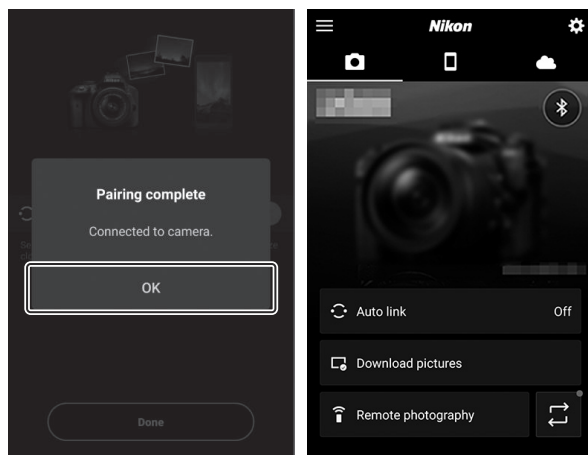 Pairing complete
Connected to camera.
OK
Done
Nikon
Auto link Off
Download pictures
Remote photography